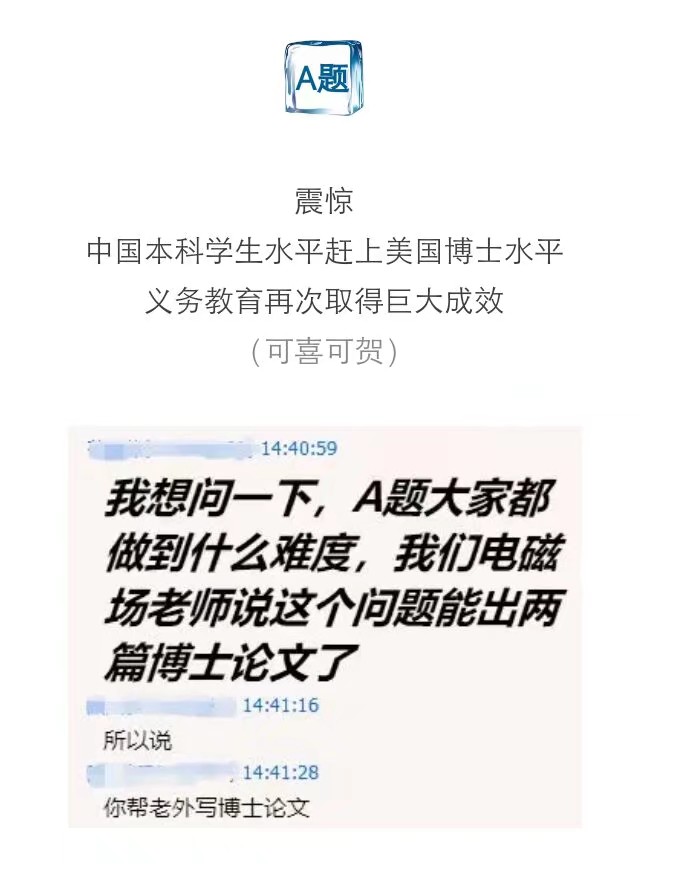 A题
震惊
中国本科学生水平赶上美国博士水平
义务教育再次取得巨大成效
（可喜可贺）
14:40:59
我想问一下，A题大家都
做到什么难度，我们电磁
场老师说这个问题能出两
篇博士论文了
14:41:16
所以说
14:41:28
你帮老外写博士论文